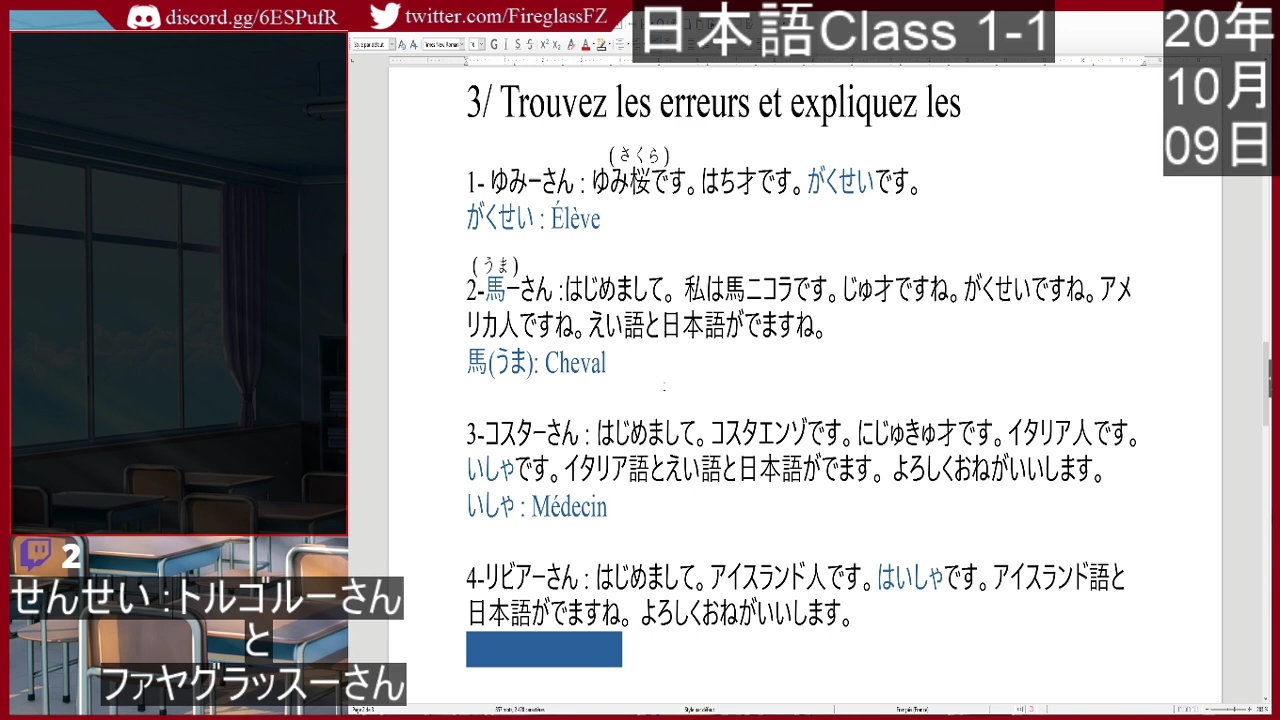 discord.gg/6ESPufR
twitter.com/FireglassFZ
日本語Class 1-1
20年
10月
09日
3/ Trouvez les erreurs et expliquez les
(さくら)
1- ゆみーさん : ゆみ桜です。はち才です。がくせいです。
がくせい : Élève
(うま)
2-馬ーさん :はじめまして。 私は馬ニコラです。じゅ才ですね。がくせいですね。アメ
リカ人ですね。えい語と日本語がでますね。
馬(うま): Cheval
3-コスターさん : はじめまして。コスタエンゾです。にじゅきゅ才です。イタリア人です。
いしゃです。イタリア語とえい語と日本語がでます。 よろしくおねがいいします。
いしゃ : Médecin
4-リビアーさん : はじめまして。アイスランド人です。はいしゃです。アイスランド語と
日本語がでますね。 よろしくおねがいいします。
2
せんせい :トルゴルーさん
と
ファヤグラッスーさん